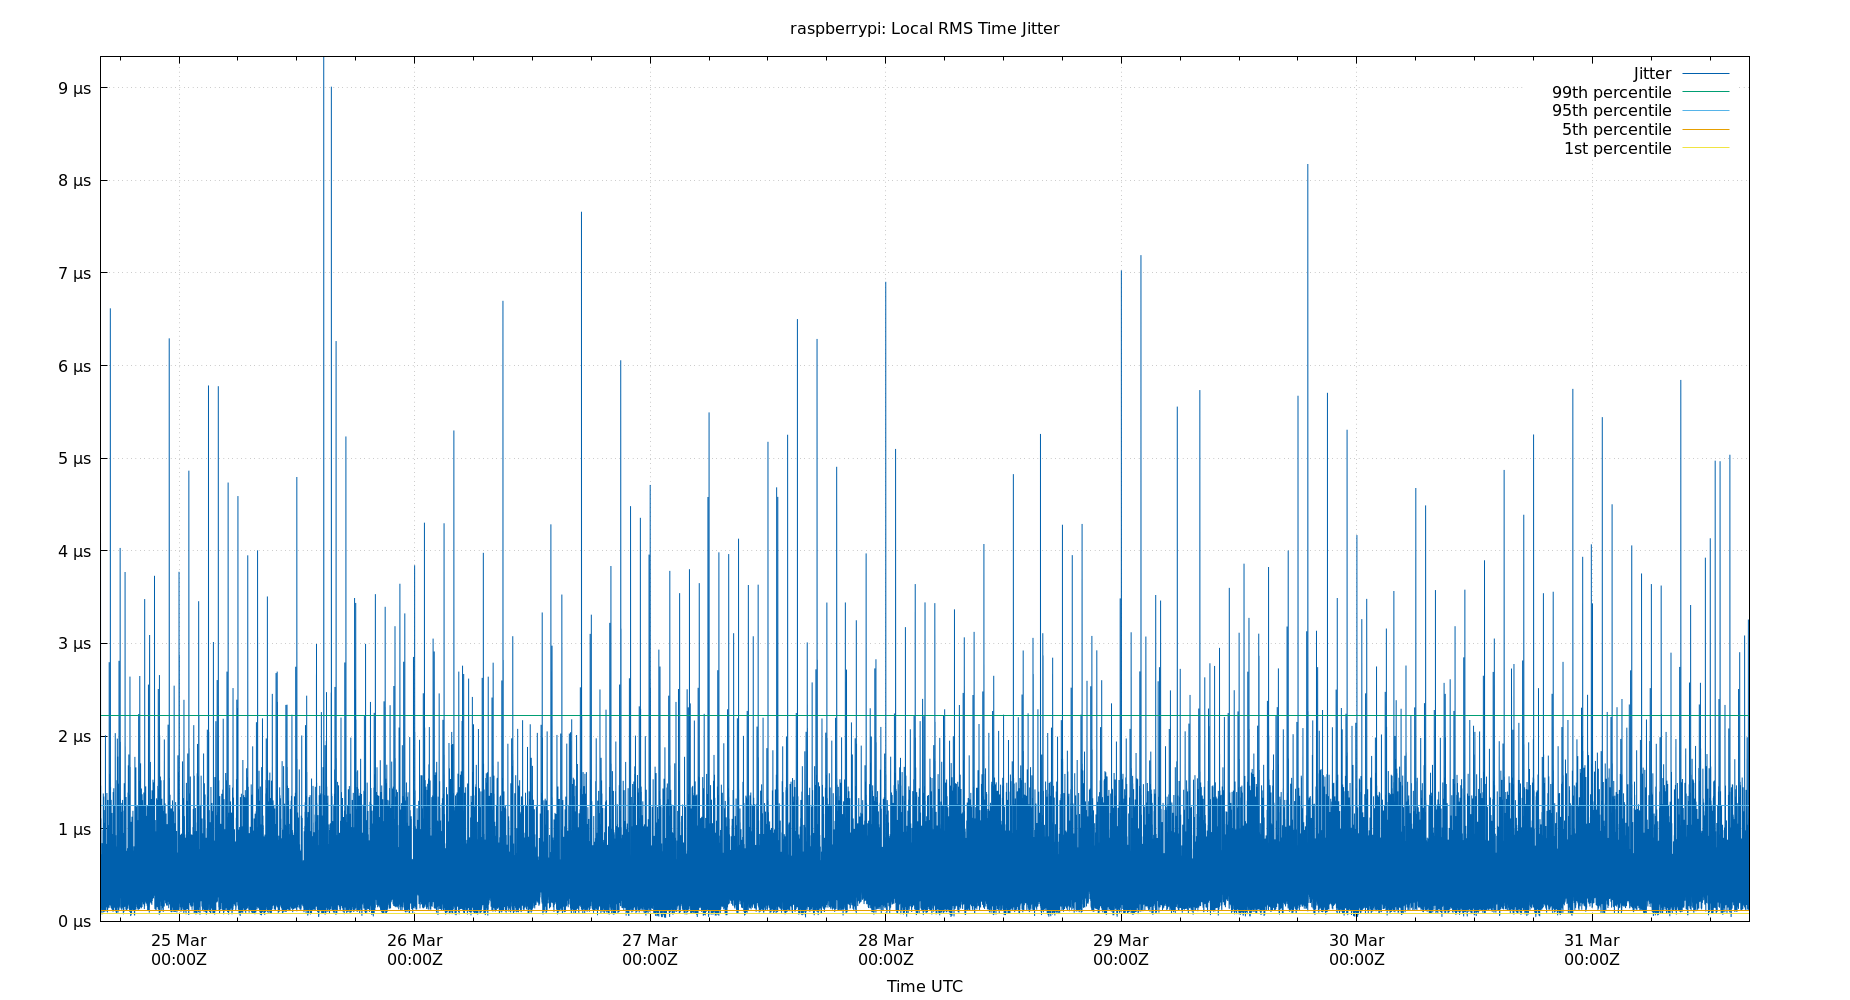 raspberrypi: Local RMS Time Jitter
Jitter
99th percentile
95th percentile
5th percentile
1st percentile
9 µs
8 µs
7 µs
6 µs
5 µs
4 µs
3 µs
2 µs
1 µs
0 µs
25 Mar 26 Mar 27 Mar 28 Mar 29 Mar 30 Mar 31 Mar
00:00Z 00:00Z 00:00Z 00:00Z 00:00Z 00:00Z 00:00Z
Time UTC